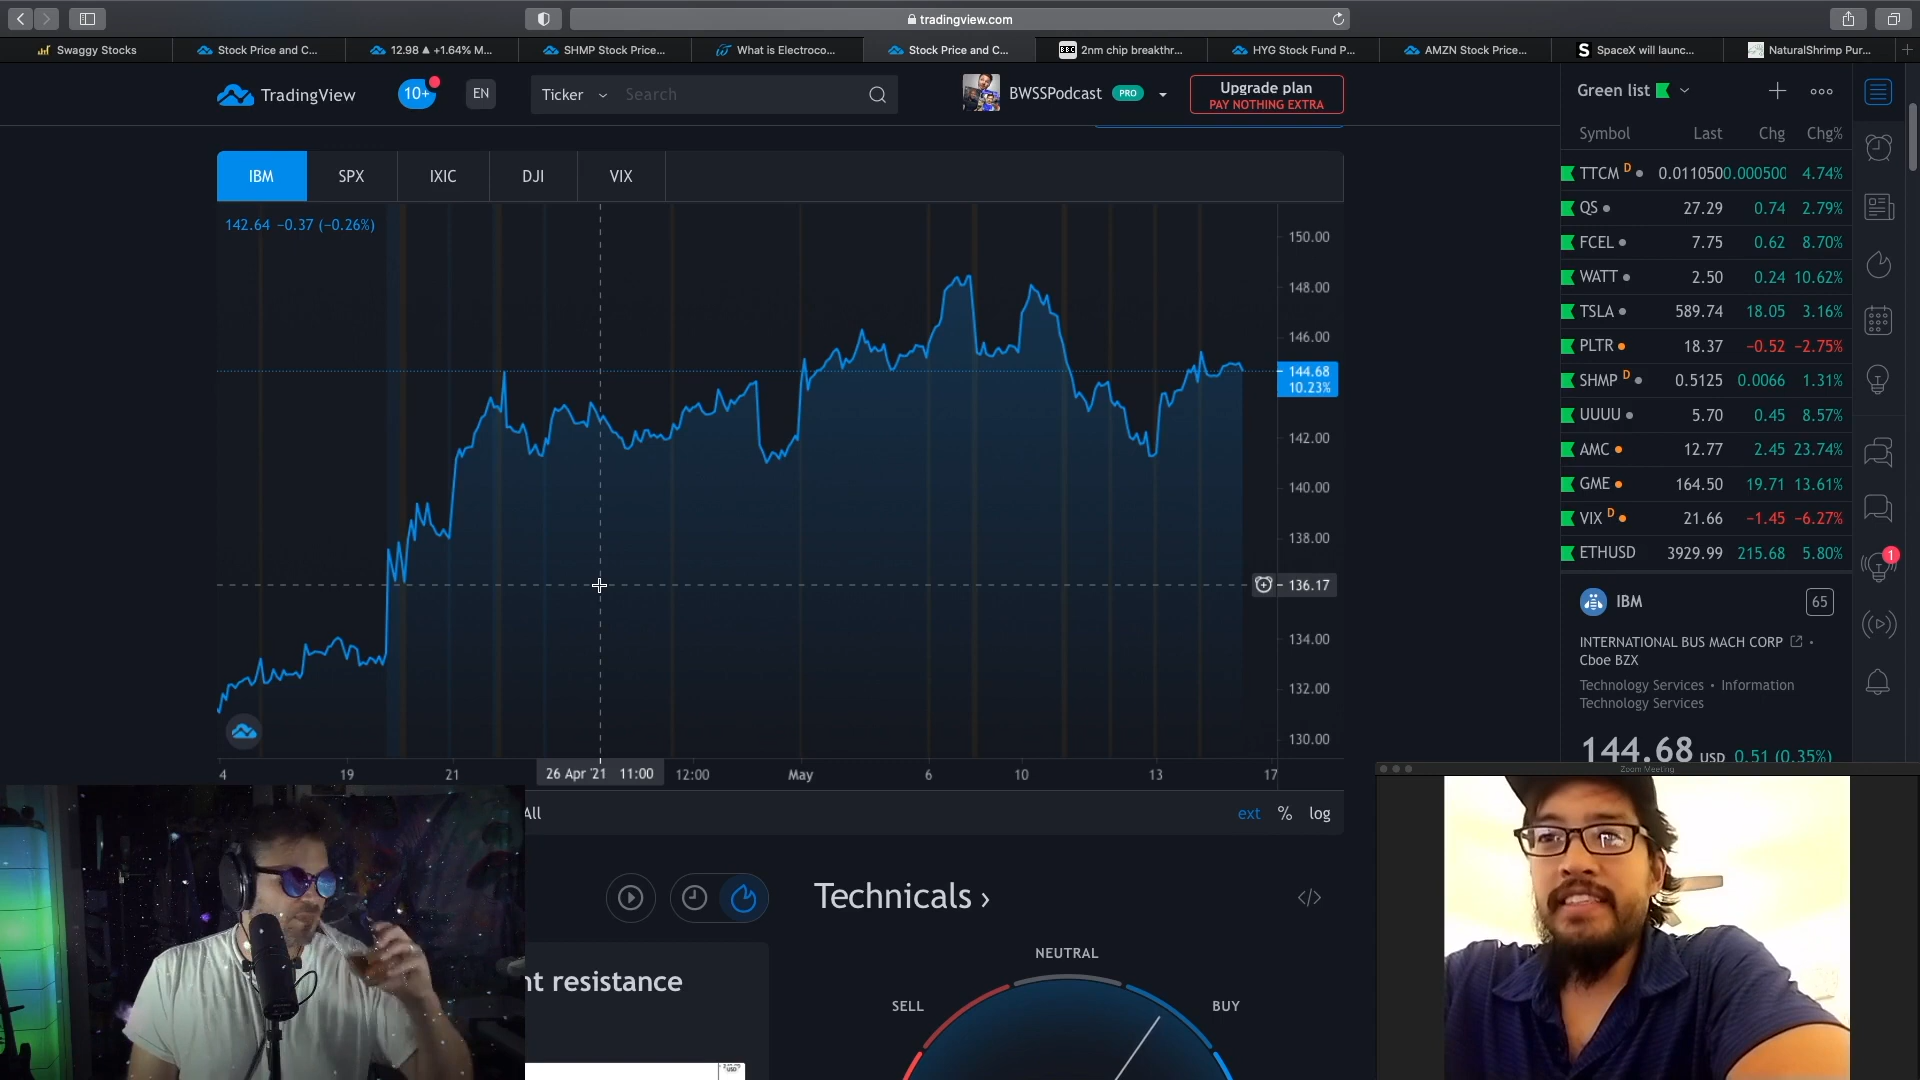 tradingview.com
Swaggy Stocks
Stock Price and C...
12.98 ▲ +1.64% M...
SHMP Stock Price...
What is Electroco...
Stock Price and C...
BBC 2nm chip breakthr...
HYG Stock Fund P...
AMZN Stock Price...
S SpaceX will launc...
NaturalShrimp Pur...
TradingView
10+
EN
Ticker
Search
BWSSPodcast PRO
Upgrade plan
PAY NOTHING EXTRA
IBM SPX IXIC DJI VIX
142.64 −0.37 (−0.26%)
150.00
148.00
146.00
144.68
10.23%
142.00
140.00
138.00
136.17
134.00
132.00
130.00
4 19 21 26 Apr '21 11:00 12:00 May 6 10 13 17
All
ext % log
Technicals ›
</>
NEUTRAL
SELL
BUY
nt resistance
USD
Green list
Symbol Last Chg Chg%
TTCM D 0.011050 0.000500 4.74%
QS 27.29 0.74 2.79%
FCEL 7.75 0.62 8.70%
WATT 2.50 0.24 10.62%
TSLA 589.74 18.05 3.16%
PLTR 18.37 −0.52 −2.75%
SHMP D 0.5125 0.0066 1.31%
UUUU 5.70 0.45 8.57%
AMC 12.77 2.45 23.74%
GME 164.50 19.71 13.61%
VIX D 21.66 −1.45 −6.27%
ETHUSD 3929.99 215.68 5.80%
1
IBM 65
INTERNATIONAL BUS MACH CORP •
Cboe BZX
Technology Services • Information
Technology Services
144.68 USD 0.51 (0.35%)
Zoom Meeting